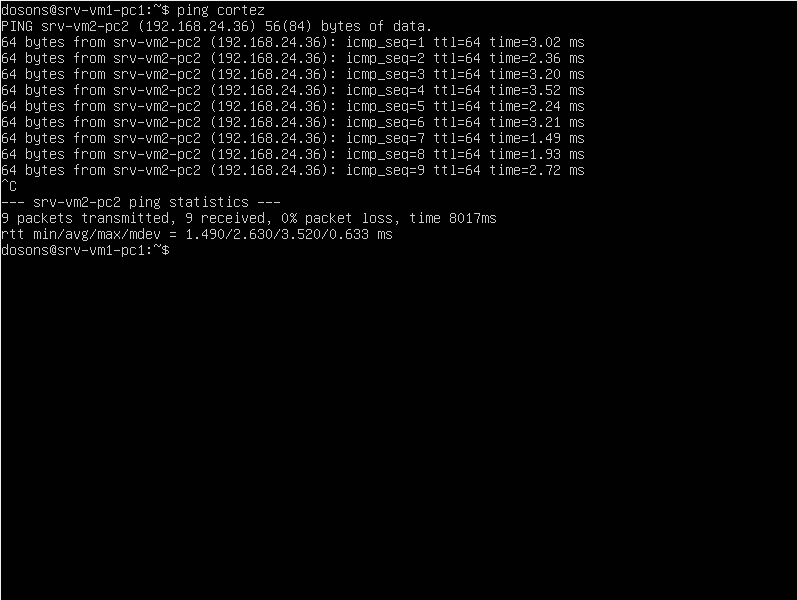 dosons@srv-vm1-pc1:~$ ping cortez
PING srv-vm2-pc2 (192.168.24.36) 56(84) bytes of data.
64 bytes from srv-vm2-pc2 (192.168.24.36): icmp_seq=1 ttl=64 time=3.02 ms
64 bytes from srv-vm2-pc2 (192.168.24.36): icmp_seq=2 ttl=64 time=2.36 ms
64 bytes from srv-vm2-pc2 (192.168.24.36): icmp_seq=3 ttl=64 time=3.20 ms
64 bytes from srv-vm2-pc2 (192.168.24.36): icmp_seq=4 ttl=64 time=3.52 ms
64 bytes from srv-vm2-pc2 (192.168.24.36): icmp_seq=5 ttl=64 time=2.24 ms
64 bytes from srv-vm2-pc2 (192.168.24.36): icmp_seq=6 ttl=64 time=3.21 ms
64 bytes from srv-vm2-pc2 (192.168.24.36): icmp_seq=7 ttl=64 time=1.49 ms
64 bytes from srv-vm2-pc2 (192.168.24.36): icmp_seq=8 ttl=64 time=1.93 ms
64 bytes from srv-vm2-pc2 (192.168.24.36): icmp_seq=9 ttl=64 time=2.72 ms
^C
--- srv-vm2-pc2 ping statistics ---
9 packets transmitted, 9 received, 0% packet loss, time 8017ms
rtt min/avg/max/mdev = 1.490/2.630/3.520/0.633 ms
dosons@srv-vm1-pc1:~$